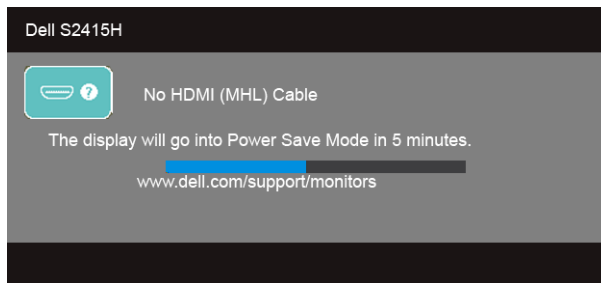 Dell S2415H
?
No HDMI (MHL) Cable
The display will go into Power Save Mode in 5 minutes.
www.dell.com/support/monitors